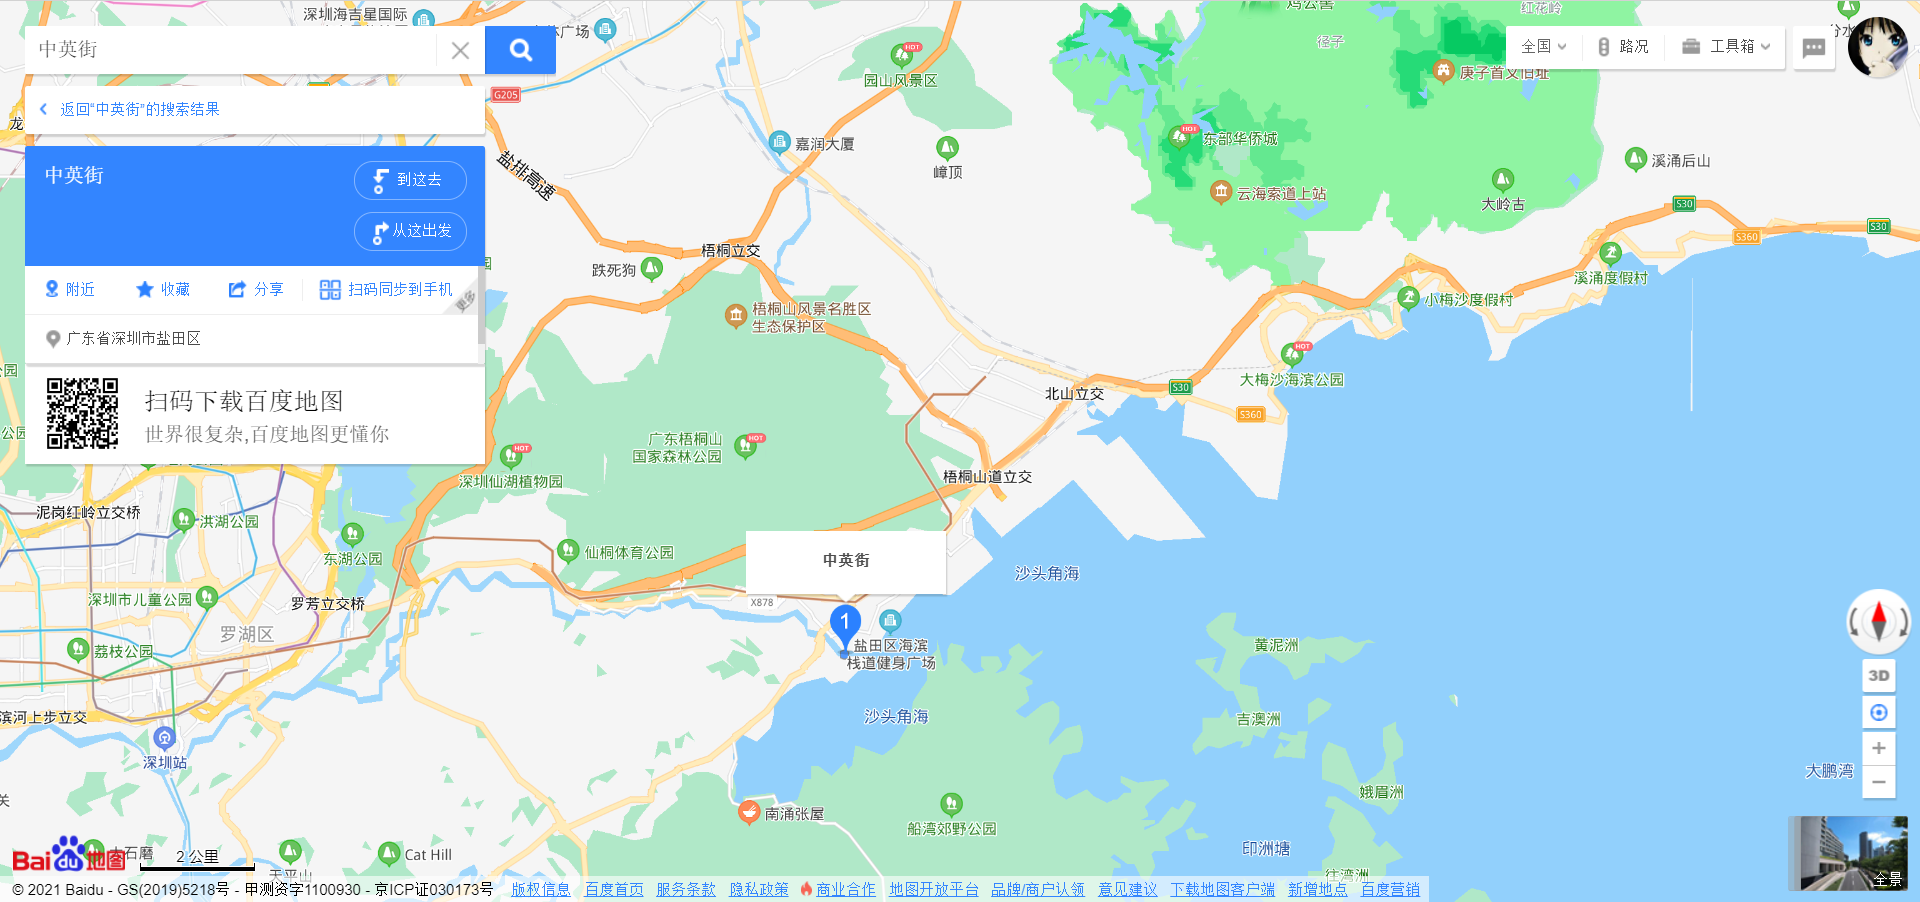 深圳海吉星国际
红花岭
中英街
全国
路况
工具箱
径子
庚子首义旧址
园山风景区
HOT
G205
返回“中英街”的搜索结果
盐排高速
嘉润大厦
嶂顶
东部华侨城
HOT
云海索道上站
溪涌后山
大岭古
S30
S360
S30
中英街
到这去
从这出发
梧桐立交
跌死狗
溪涌度假村
小梅沙度假村
附近
收藏
分享
扫码同步到手机
梧桐山风景名胜区
生态保护区
广东省深圳市盐田区
HOT
大梅沙海滨公园
北山立交
S30
S360
扫码下载百度地图
世界很复杂,百度地图更懂你
广东梧桐山
国家森林公园
HOT
HOT
深圳仙湖植物园
梧桐山道立交
泥岗红岭立交桥
洪湖公园
东湖公园
仙桐体育公园
中英街
沙头角海
深圳市儿童公园
罗芳立交桥
X878
1
罗湖区
荔枝公园
盐田区海滨
栈道健身广场
黄泥洲
3D
滨河上步立交
沙头角海
吉澳洲
深圳站
大鹏湾
娥眉洲
南涌张屋
船湾郊野公园
印洲塘
Bai du 地图
大石磨
2 公里
天平山
Cat Hill
往湾洲
全景
© 2021 Baidu - GS(2019)5218号 - 甲测资字1100930 - 京ICP证030173号 版权信息 百度首页 服务条款 隐私政策 商业合作 地图开放平台 品牌/商户认领 意见建议 下载地图客户端 新增地点 百度营销